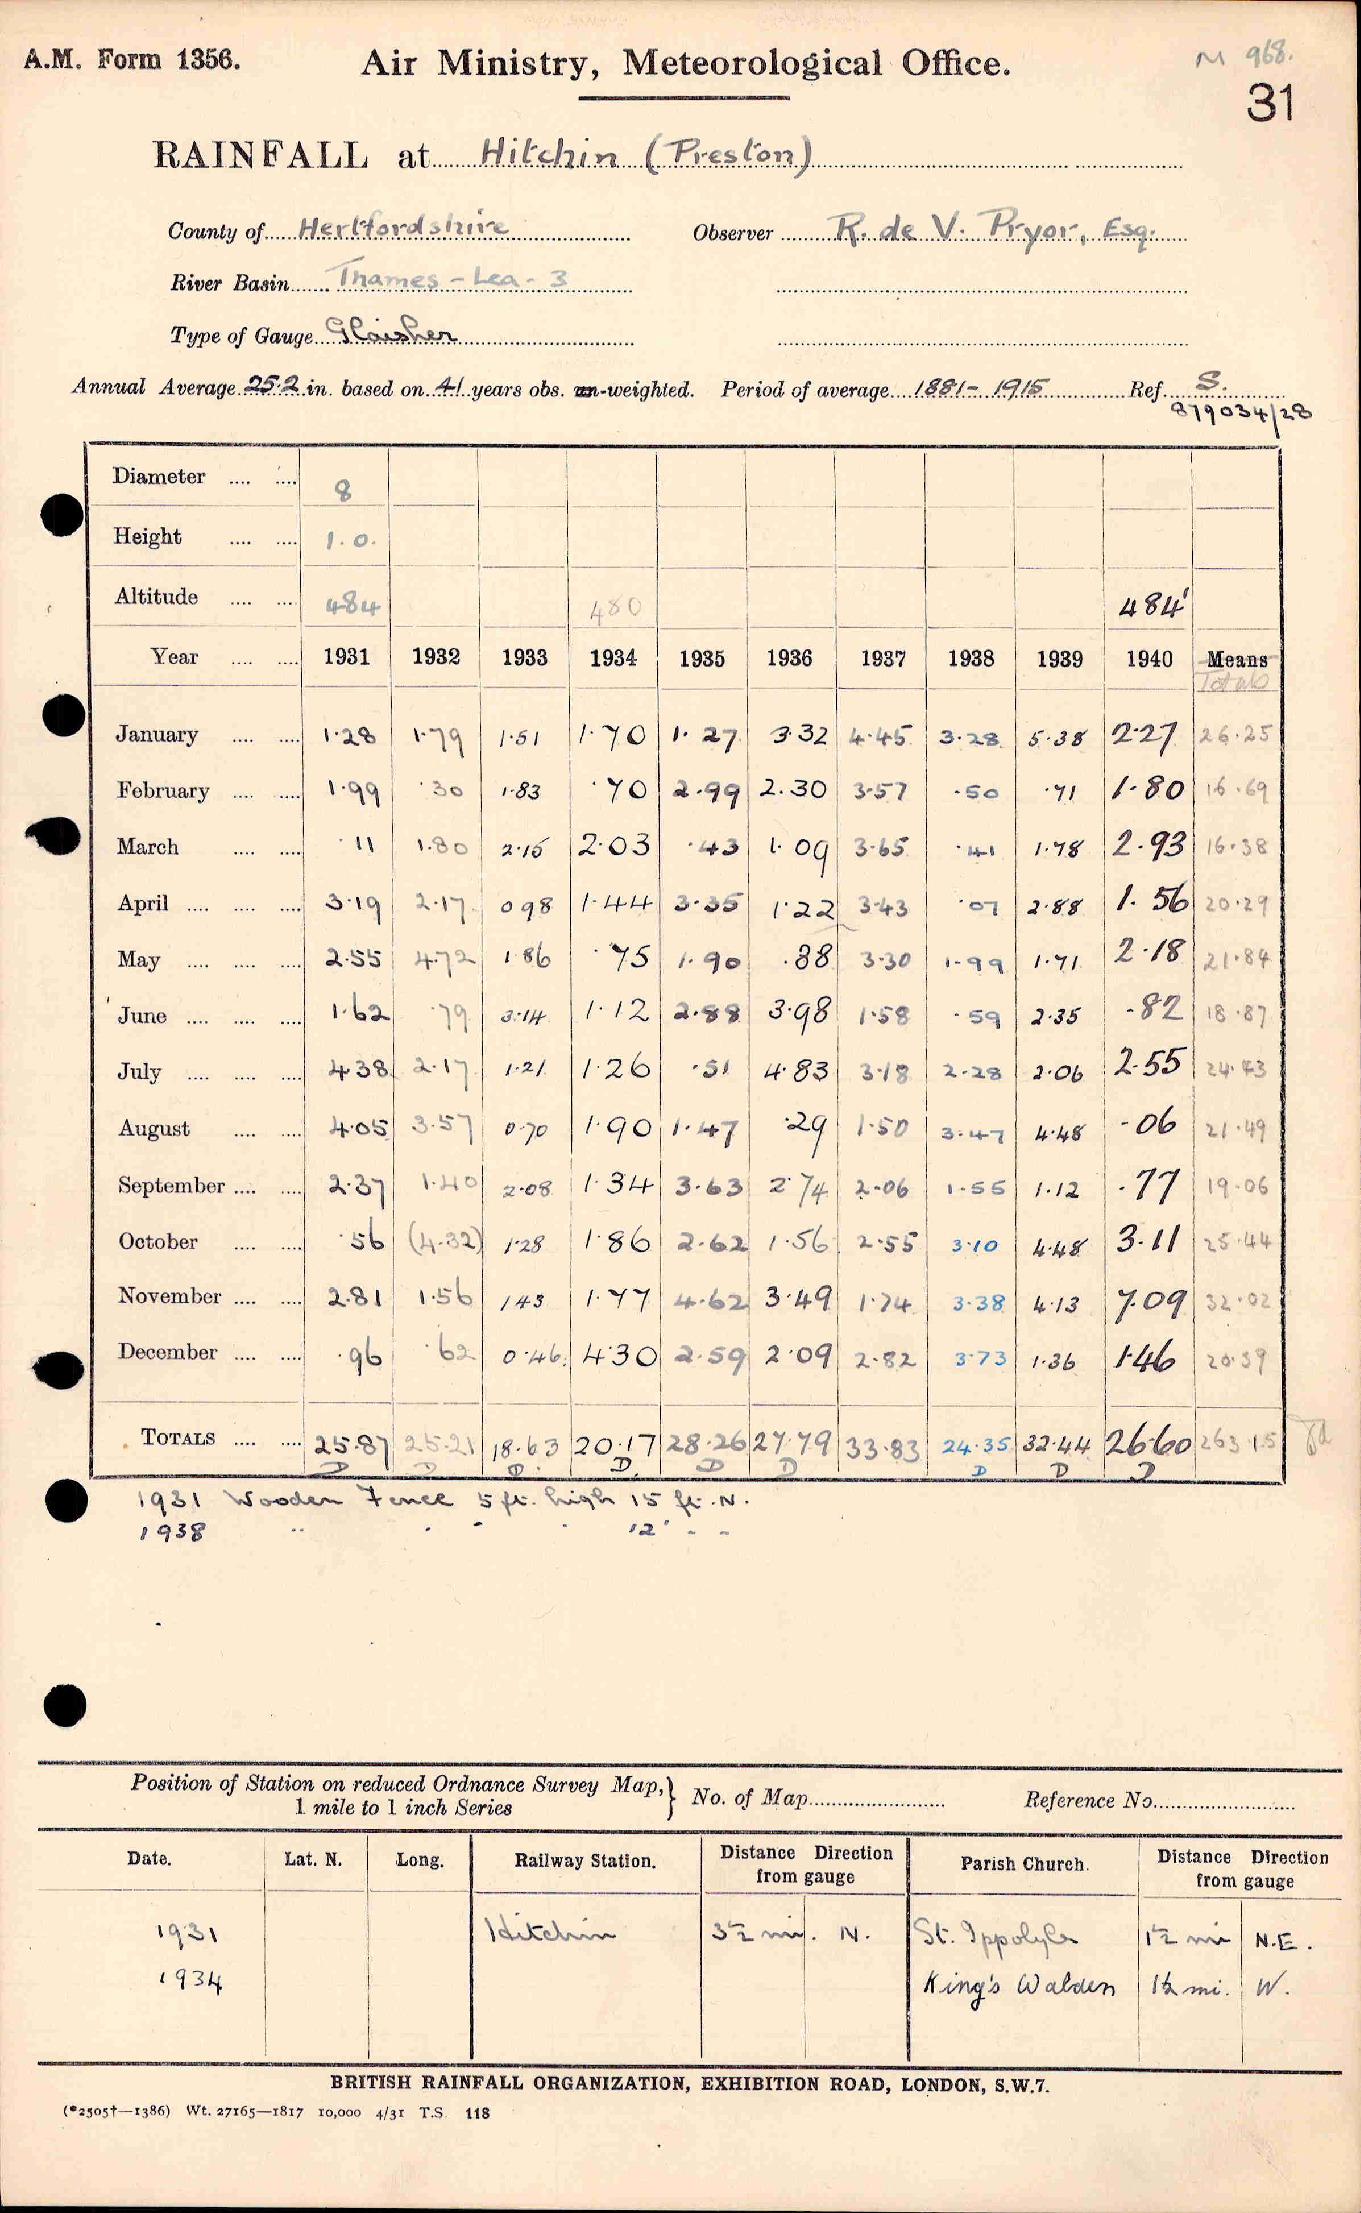 A.M. Form 1356.
Air Ministry, Meteorological Office.
M 968.
31
RAINFALL at Hitchin (Preston)
County of Hertfordshire Observer R. de V. Pryor, Esq.
River Basin Thames - Lea - 3
Type of Gauge Glaisher
Annual Average 25.2 in. based on 41 years obs. un-weighted. Period of average 1881-1915 Ref. S.
879034/28
Diameter 8
Height 1.0.
Altitude 484 480 484'
Year 1931 1932 1933 1934 1935 1936 1937 1938 1939 1940 Means
Totals
January 1·28 1·79 1·51 1·70 1·27 3·32 4·45 3·28 5·38 2·27 26·25
February 1·99 ·30 1·83 ·70 2·99 2·30 3·57 ·50 ·71 1·80 16·69
March ·11 1·80 2·15 2·03 ·43 1·09 3·65 ·41 1·78 2·93 16·38
April 3·19 2·17 0 98 1·44 3·35 1·22 3·43 ·07 2·88 1·56 20·29
May 2·55 4·72 1 86 ·75 1·90 ·88 3·30 1·99 1·71 2·18 21·84
June 1·62 ·79 3·14 1·12 2·88 3·98 1·58 ·59 2·35 ·82 18·87
July 4·38 2·17 1·21 1·26 ·51 4·83 3·18 2·28 2·06 2·55 24·43
August 4·05 3·57 0·70 1·90 1·47 ·29 1·50 3·47 4·48 ·06 21·49
September 2·37 1·40 2·08 1·34 3·63 2 74 2·06 1·55 1·12 ·77 19·06
October ·56 (4·32) 1·28 1·86 2·62 1·56 2·55 3·10 4·48 3·11 25·44
November 2·81 1·56 1 43 1·77 4·62 3·49 1·74 3·38 4·13 7·09 32·02
December ·96 ·62 0·46 4·30 2·59 2·09 2·82 3·73 1·36 1·46 20·39
TOTALS 25·87 25·21 18·63 20·17 28·26 27·79 33·83 24·35 32·44 26·60 263·15
D D D. D. D D D D D
1931 Wooden Fence 5 ft. high 15 ft. N.
1938 " " " " 12' " "
Position of Station on reduced Ordnance Survey Map,} No. of Map Reference No.
1 mile to 1 inch Series
Date. Lat. N. Long. Railway Station. Distance Direction from gauge Parish Church. Distance Direction from gauge
1931 Hitchin 3½ mi. N. St. Ippolyts 1½ mi N.E.
1934 King's Walden 1½ mi. W.
BRITISH RAINFALL ORGANIZATION, EXHIBITION ROAD, LONDON, S.W.7.
(*2505†—1386) Wt. 27165—1817 10,000 4/31 T.S. 118